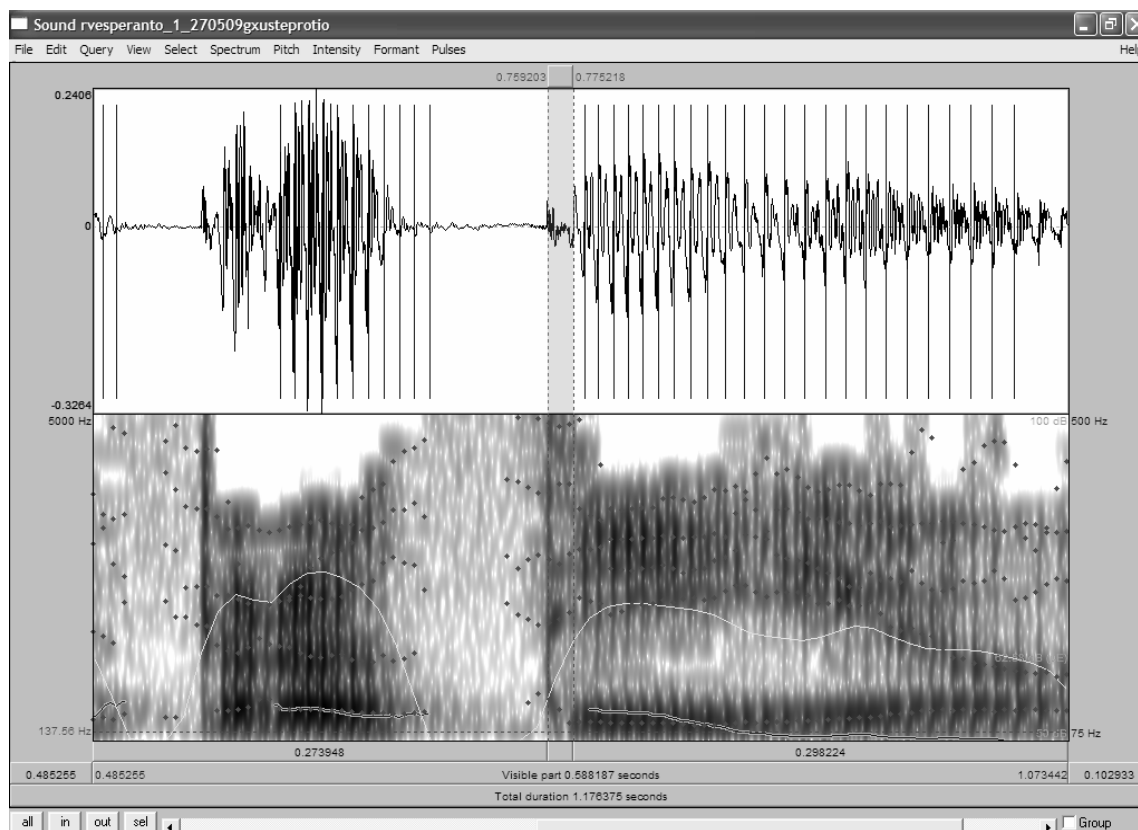 Sound rvesperanto_1_270509gxusteprotio
File Edit Query View Select Spectrum Pitch Intensity Formant Pulses Help
0.759203 0.775218
0.2406
0
-0.3264
5000 Hz 100 dB 500 Hz
137.56 Hz 50 dB 75 Hz
0.273948 0.298224
0.485255 0.485255 Visible part 0.588187 seconds 1.073442 0.102933
Total duration 1.176375 seconds
all in out sel Group